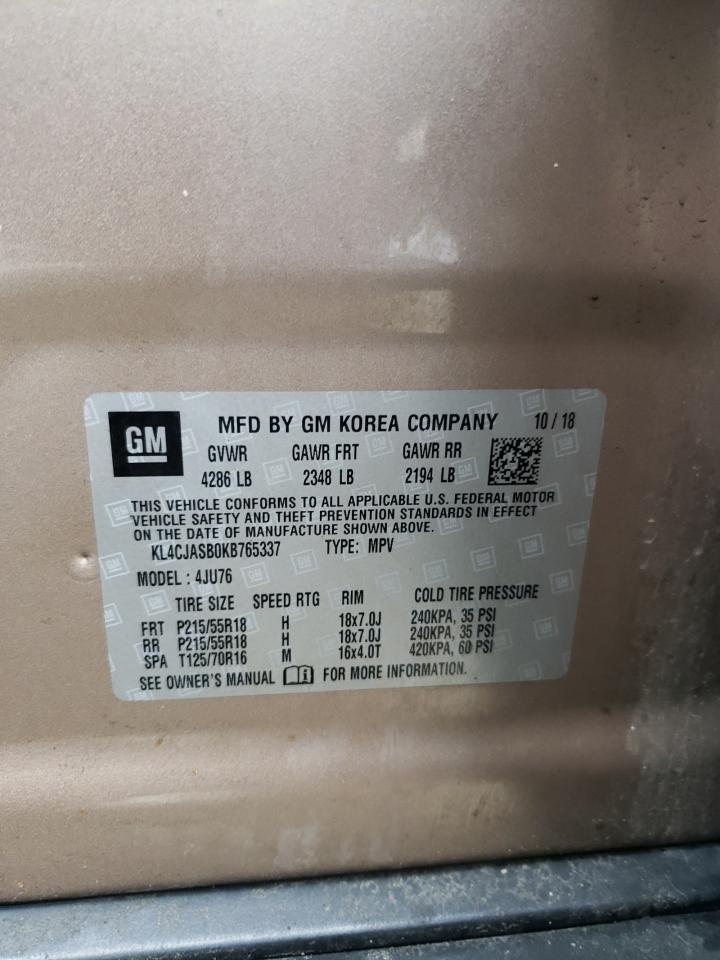 GM MFD BY GM KOREA COMPANY 10 / 18
GVWR GAWR FRT GAWR RR
4286 LB 2348 LB 2194 LB
THIS VEHICLE CONFORMS TO ALL APPLICABLE U.S. FEDERAL MOTOR
VEHICLE SAFETY AND THEFT PREVENTION STANDARDS IN EFFECT
ON THE DATE OF MANUFACTURE SHOWN ABOVE.
KL4CJASB0KB765337 TYPE: MPV
MODEL : 4JU76
TIRE SIZE SPEED RTG RIM COLD TIRE PRESSURE
FRT P215/55R18 H 18x7.0J 240KPA, 35 PSI
RR P215/55R18 H 18x7.0J 240KPA, 35 PSI
SPA T125/70R16 M 16x4.0T 420KPA, 60 PSI
SEE OWNER'S MANUAL i FOR MORE INFORMATION.